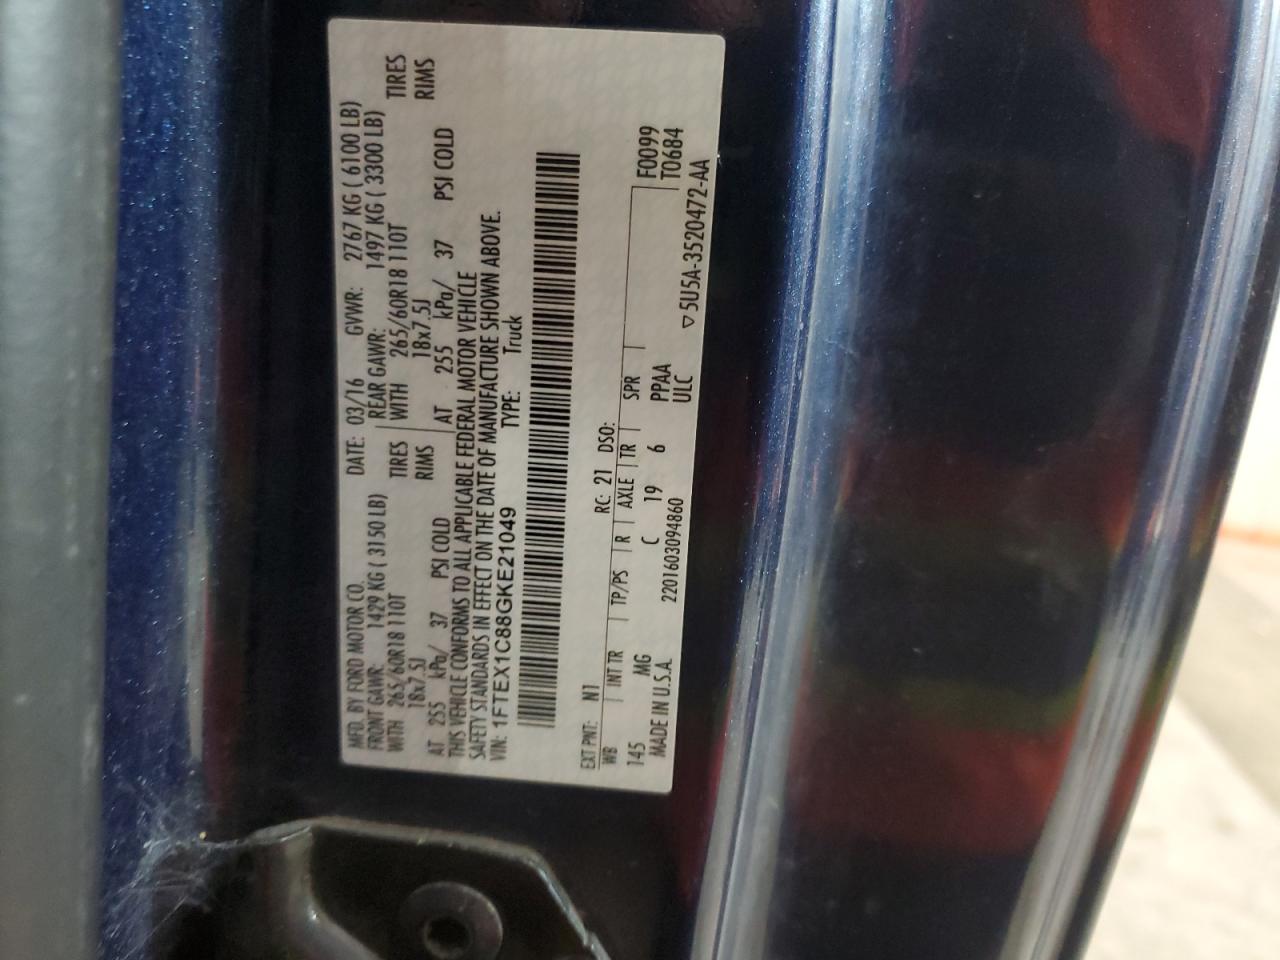 MFD. BY FORD MOTOR CO. DATE: 03/16 GVWR: 2767 KG ( 6100 LB)
FRONT GAWR: 1429 KG ( 3150 LB) REAR GAWR: 1497 KG ( 3300 LB)
WITH 265/60R18 110T TIRES WITH 265/60R18 110T TIRES
18x7.5J RIMS 18x7.5J RIMS
AT 255 kPa/ 37 PSI COLD AT 255 kPa/ 37 PSI COLD
THIS VEHICLE CONFORMS TO ALL APPLICABLE FEDERAL MOTOR VEHICLE
SAFETY STANDARDS IN EFFECT ON THE DATE OF MANUFACTURE SHOWN ABOVE.
VIN: 1FTEX1C88GKE21049 TYPE: Truck
EXT PNT: N1 RC: 21 DSO:
WB INT TR TP/PS R AXLE TR SPR F0099
145 MG C 19 6 PPAA T0684
MADE IN U.S.A. 2201603094860 ULC
▽5U5A-3520472-AA